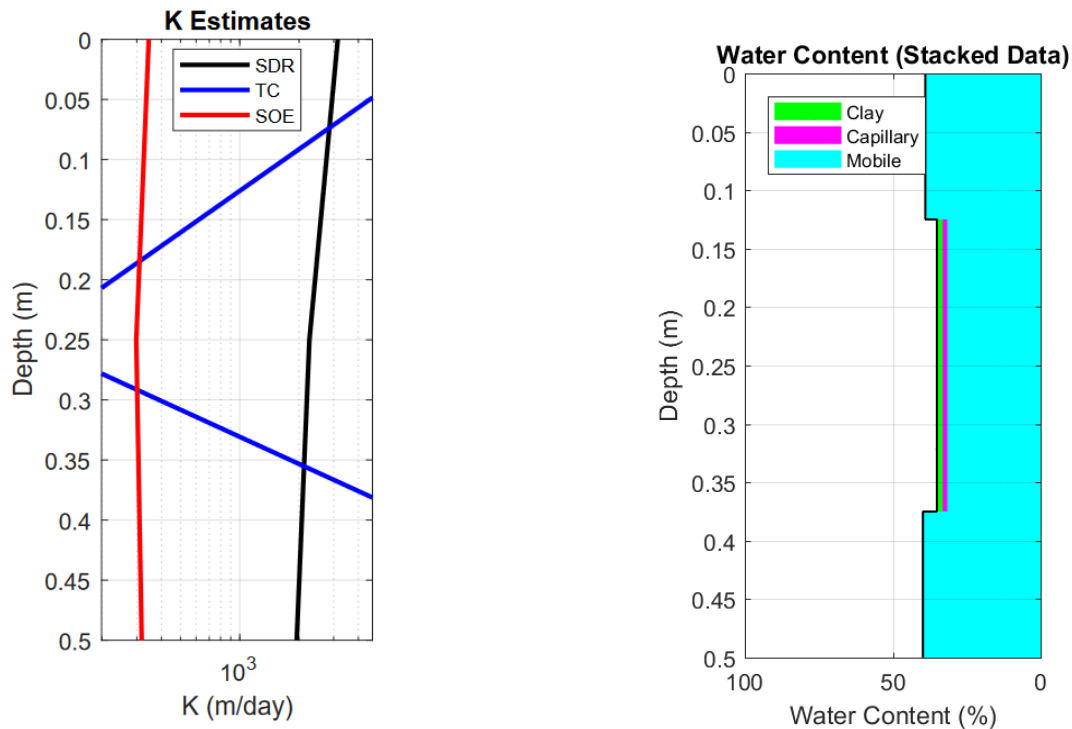 K Estimates
SDR
TC
SOE
0
0.05
0.1
0.15
0.2
0.25
0.3
0.35
0.4
0.45
0.5
Depth (m)
10^3
K (m/day)
Water Content (Stacked Data)
Clay
Capillary
Mobile
0
0.05
0.1
0.15
0.2
0.25
0.3
0.35
0.4
0.45
0.5
Depth (m)
100 50 0
Water Content (%)